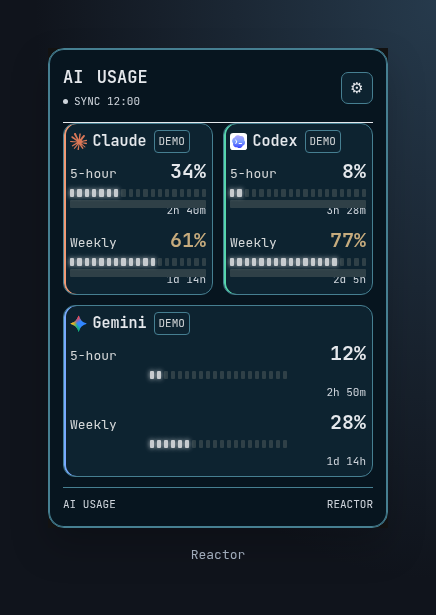 AI USAGE
SYNC 12:00
Claude DEMO
5-hour 34%
2h 40m
Weekly 61%
1d 14h
Codex DEMO
5-hour 8%
3h 28m
Weekly 77%
2d 5h
Gemini DEMO
5-hour 12%
2h 50m
Weekly 28%
1d 14h
AI USAGE REACTOR
Reactor